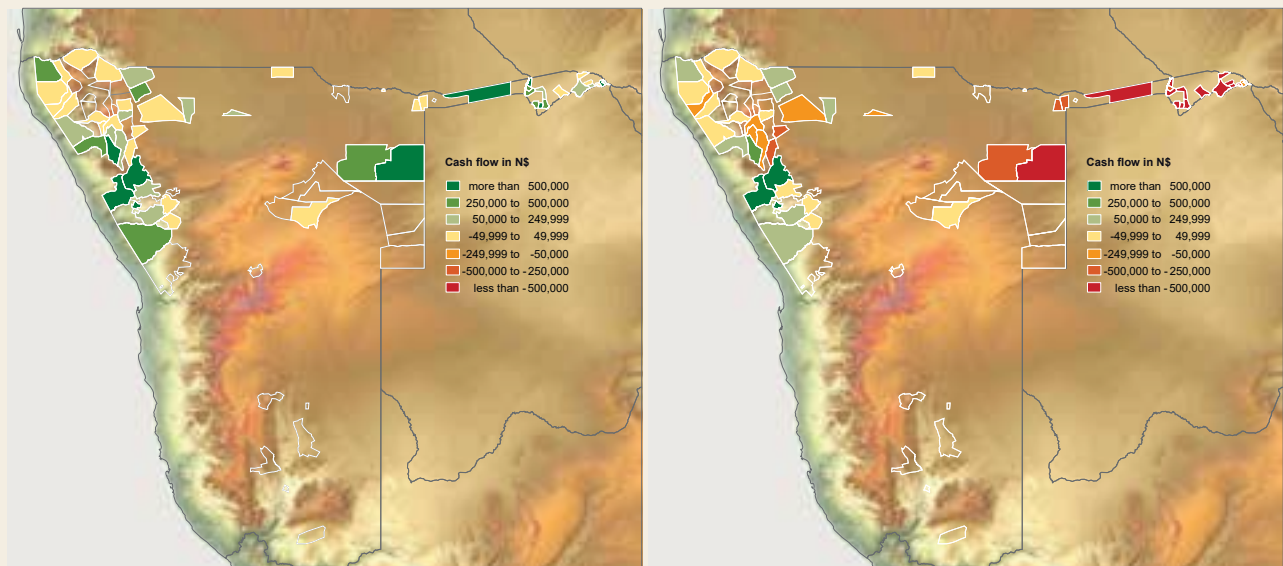 Cash flow in N$
more than 500,000
250,000 to 500,000
50,000 to 249,999
-49,999 to 49,999
-249,999 to -50,000
-500,000 to -250,000
less than -500,000
Cash flow in N$
more than 500,000
250,000 to 500,000
50,000 to 249,999
-49,999 to 49,999
-249,999 to -50,000
-500,000 to -250,000
less than -500,000